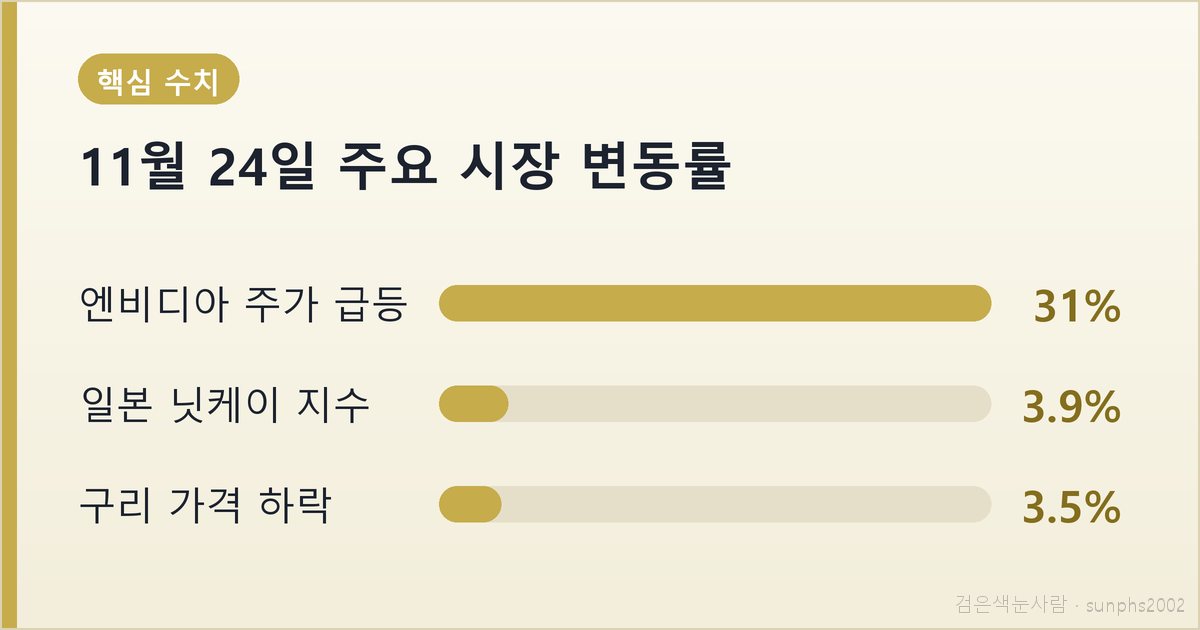 핵심 수치
11월 24일 주요 시장 변동률
엔비디아 주가 급등 31%
일본 닛케이 지수 3.9%
구리 가격 하락 3.5%
검은색눈사람 · sunphs2002